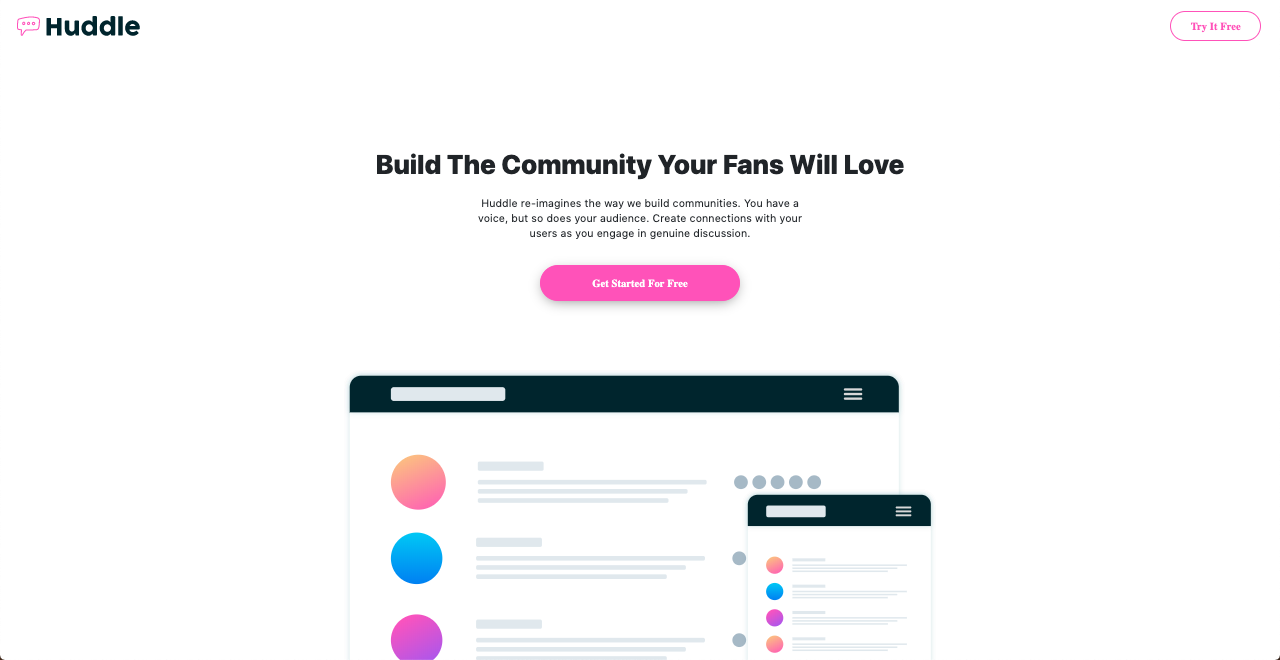 Huddle
Try It Free
Build The Community Your Fans Will Love
Huddle re-imagines the way we build communities. You have a
voice, but so does your audience. Create connections with your
users as you engage in genuine discussion.
Get Started For Free